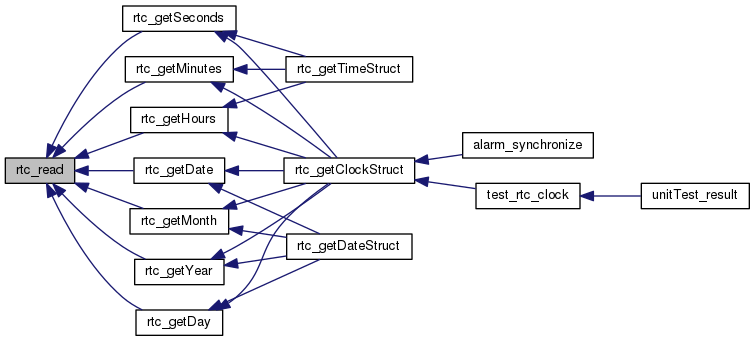 rtc_getSeconds
rtc_getMinutes
rtc_getTimeStruct
rtc_getHours
alarm_synchronize
rtc_read
rtc_getDate
rtc_getClockStruct
test_rtc_clock
unitTest_result
rtc_getMonth
rtc_getDateStruct
rtc_getYear
rtc_getDay